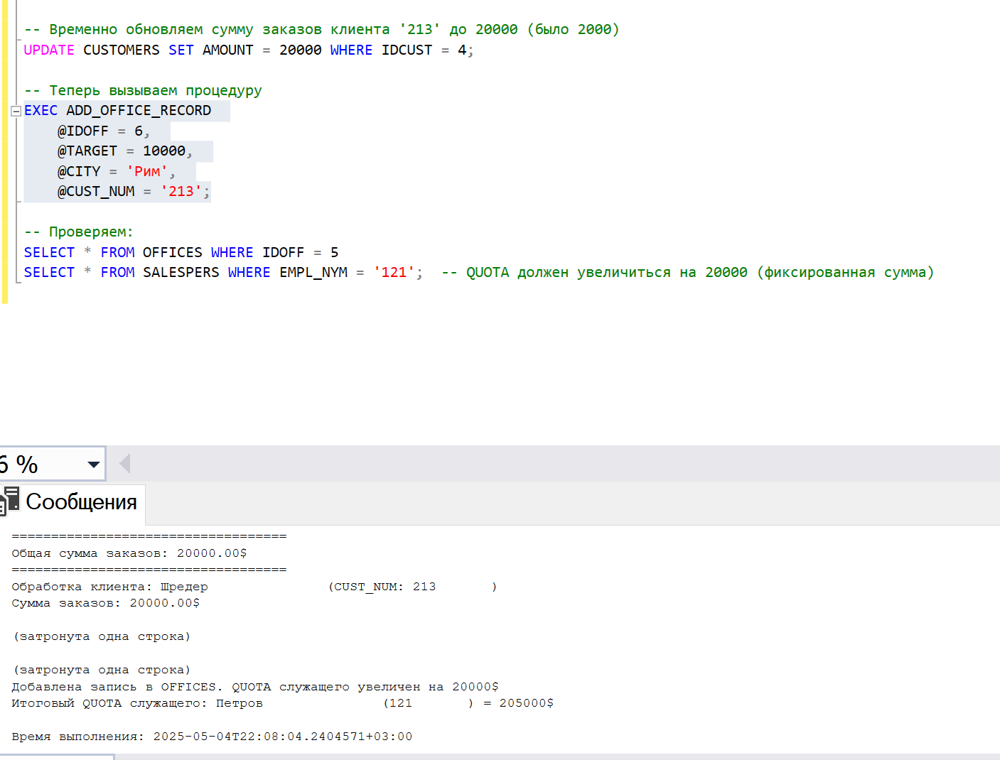 -- Временно обновляем сумму заказов клиента '213' до 20000 (было 2000)
UPDATE CUSTOMERS SET AMOUNT = 20000 WHERE IDCUST = 4;
-- Теперь вызываем процедуру
EXEC ADD_OFFICE_RECORD
@IDOFF = 6,
@TARGET = 10000,
@CITY = 'Рим',
@CUST_NUM = '213';
-- Проверяем:
SELECT * FROM OFFICES WHERE IDOFF = 5
SELECT * FROM SALESPERS WHERE EMPL_NYM = '121';  -- QUOTA должен увеличиться на 20000 (фиксированная сумма)
6 %
Сообщения
===================================
Общая сумма заказов: 20000.00$
===================================
Обработка клиента: Шредер (CUST_NUM: 213 )
Сумма заказов: 20000.00$
(затронута одна строка)
(затронута одна строка)
Добавлена запись в OFFICES. QUOTA служащего увеличен на 20000$
Итоговый QUOTA служащего: Петров (121 ) = 205000$
Время выполнения: 2025-05-04T22:08:04.2404571+03:00